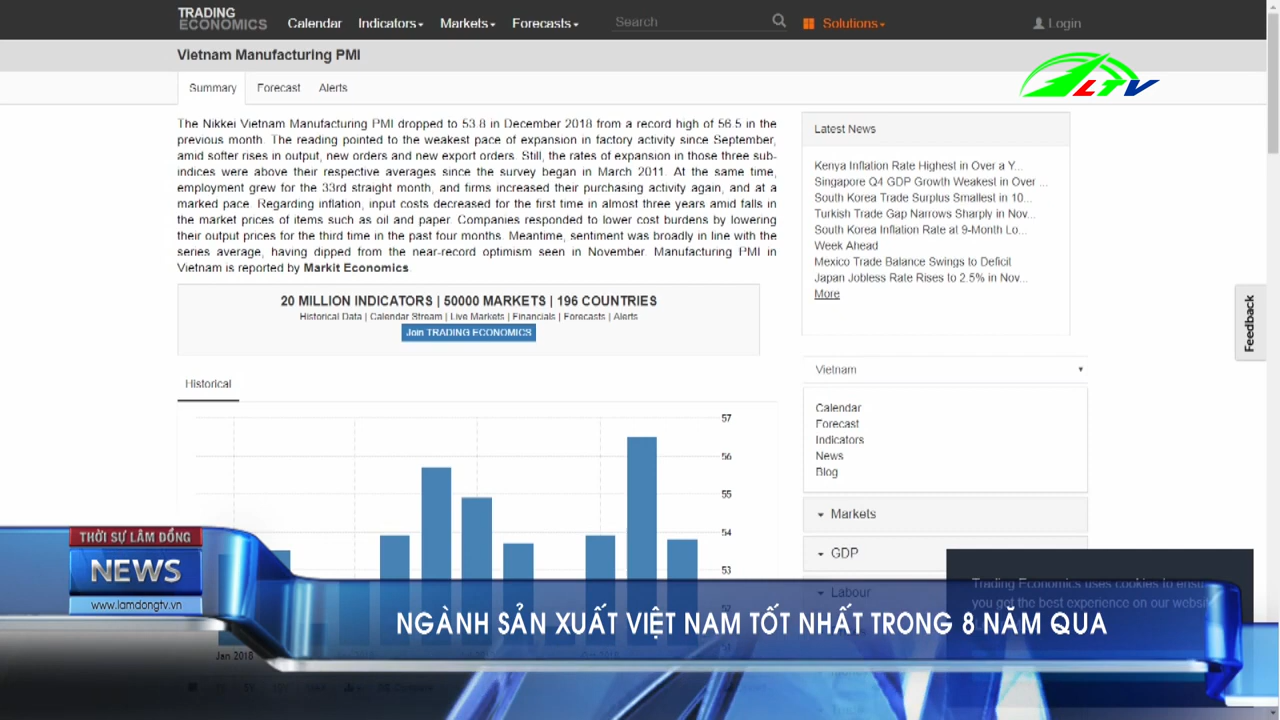 TRADING
ECONOMICS
Calendar Indicators Markets Forecasts Search Solutions Login
Vietnam Manufacturing PMI
Summary Forecast Alerts
LTV
The Nikkei Vietnam Manufacturing PMI dropped to 53.8 in December 2018 from a record high of 56.5 in the
previous month. The reading pointed to the weakest pace of expansion in factory activity since September,
amid softer rises in output, new orders and new export orders. Still, the rates of expansion in those three sub-
indices were above their respective averages since the survey began in March 2011. At the same time,
employment grew for the 33rd straight month, and firms increased their purchasing activity again, and at a
marked pace. Regarding inflation, input costs decreased for the first time in almost three years amid falls in
the market prices of items such as oil and paper. Companies responded to lower cost burdens by lowering
their output prices for the third time in the past four months. Meantime, sentiment was broadly in line with the
series average, having dipped from the near-record optimism seen in November. Manufacturing PMI in
Vietnam is reported by Markit Economics.
Latest News
Kenya Inflation Rate Highest in Over a Y...
Singapore Q4 GDP Growth Weakest in Over ...
South Korea Trade Surplus Smallest in 10...
Turkish Trade Gap Narrows Sharply in Nov...
South Korea Inflation Rate at 9-Month Lo...
Week Ahead
Mexico Trade Balance Swings to Deficit
Japan Jobless Rate Rises to 2.5% in Nov...
More
20 MILLION INDICATORS | 50000 MARKETS | 196 COUNTRIES
Historical Data | Calendar Stream | Live Markets | Financials | Forecasts | Alerts
Join TRADING ECONOMICS
Feedback
Vietnam
Historical
Calendar
Forecast
Indicators
News
Blog
57
56
55
54
53
Markets
GDP
Labour
Trading Economics uses cookies to ensure
you get the best experience on our website
THỜI SỰ LÂM ĐỒNG
NEWS
www.lamdongtv.vn
NGÀNH SẢN XUẤT VIỆT NAM TỐT NHẤT TRONG 8 NĂM QUA
Jan 2018